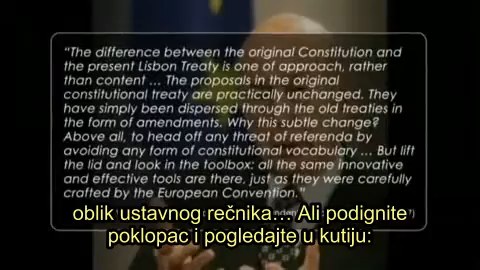 “The difference between the original Constitution and
the present Lisbon Treaty is one of approach, rather
than content … The proposals in the original
constitutional treaty are practically unchanged. They
have simply been dispersed through the old treaties in
the form of amendments. Why this subtle change?
Above all, to head off any threat of referenda by
avoiding any form of constitutional vocabulary … But lift
the lid and look in the toolbox: all the same innovative
and effective tools are there, just as they were carefully
crafted by the European Convention.”
oblik ustavnog rečnika… Ali podignite
poklopac i pogledajte u kutiju: